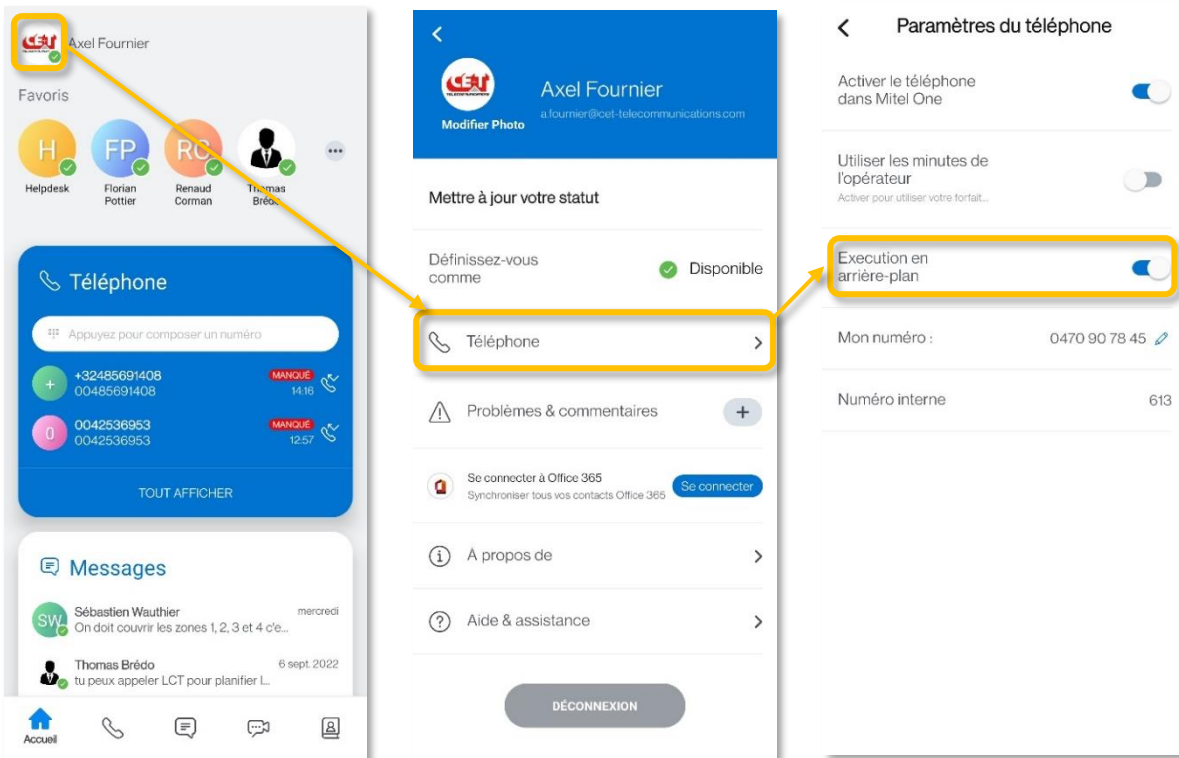 CET
Axel Fournier
Favoris
H
FP
RC
Helpdesk
Florian
Pottier
Renaud
Corman
Thomas
Brédo
Téléphone
Appuyez pour composer un numéro
+
+32485691408
00485691408
MANQUÉ
14:16
0
0042536953
0042536953
MANQUÉ
12:57
TOUT AFFICHER
Messages
SW
Sébastien Wauthier
mercredi
On doit couvrir les zones 1, 2, 3 et 4 c'e...
Thomas Brédo
6 sept. 2022
tu peux appeler LCT pour planifier l...
Accueil
CET
Modifier Photo
Axel Fournier
a.fournier@cet-telecommunications.com
Mettre à jour votre statut
Définissez-vous
comme
Disponible
Téléphone
Problèmes & commentaires
+
Se connecter à Office 365
Synchroniser tous vos contacts Office 365
Se connecter
À propos de
Aide & assistance
DÉCONNEXION
Paramètres du téléphone
Activer le téléphone
dans Mitel One
Utiliser les minutes de
l'opérateur
Activer pour utiliser votre forfait...
Execution en
arrière-plan
Mon numéro :
0470 90 78 45
Numéro interne
613